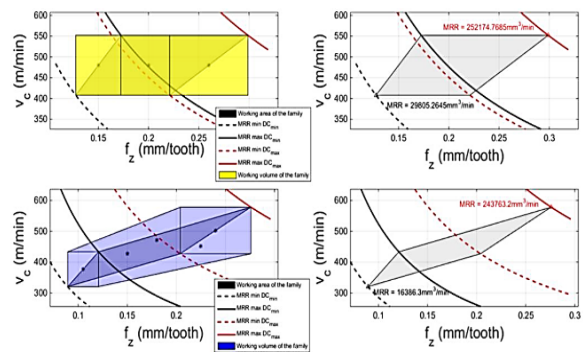 600
550
500
450
400
350
v_c (m/min)
0.15
0.2
0.25
f_z (mm/tooth)
Working area of the family
MRR min DC_min
MRR max DC_min
MRR min DC_max
MRR max DC_max
Working volume of the family
600
550
500
450
400
350
v_c (m/min)
MRR = 252174.7685mm³/min
MRR = 29805.2645mm³/min
0.1
0.15
0.2
0.25
0.3
f_z (mm/tooth)
600
500
400
300
v_c (m/min)
0.1
0.15
0.2
f_z (mm/tooth)
Working area of the family
MRR min DC_min
MRR max DC_min
MRR min DC_max
MRR max DC_max
Working volume of the family
600
500
400
300
v_c (m/min)
MRR = 243763.2mm³/min
MRR = 16386.3mm³/min
0.1
0.15
0.2
0.25
0.3
f_z (mm/tooth)